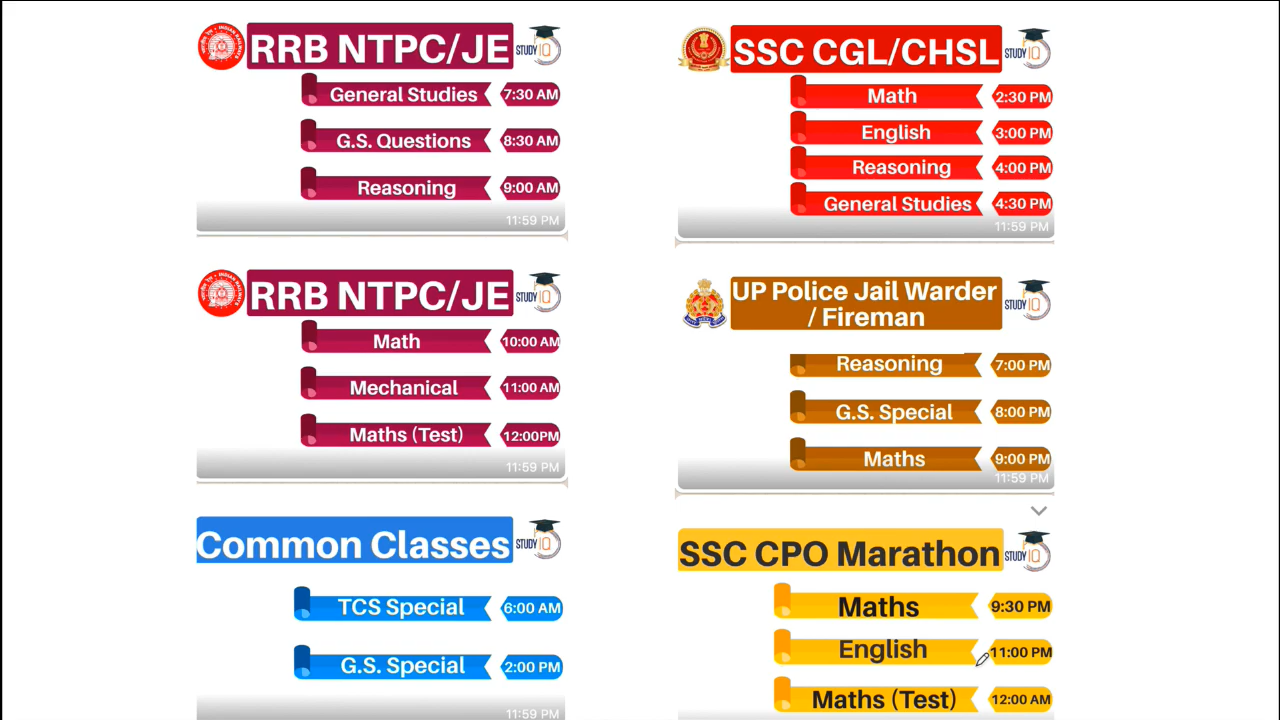 RRB NTPC/JE
STUDY IQ
General Studies 7:30 AM
G.S. Questions 8:30 AM
Reasoning 9:00 AM
11:59 PM
RRB NTPC/JE
STUDY IQ
Math 10:00 AM
Mechanical 11:00 AM
Maths (Test) 12:00PM
11:59 PM
Common Classes
STUDY IQ
TCS Special 6:00 AM
G.S. Special 2:00 PM
11:59 PM
SSC CGL/CHSL
STUDY IQ
Math 2:30 PM
English 3:00 PM
Reasoning 4:00 PM
General Studies 4:30 PM
11:59 PM
UP Police Jail Warder
/ Fireman
STUDY IQ
Reasoning 7:00 PM
G.S. Special 8:00 PM
Maths 9:00 PM
11:59 PM
SSC CPO Marathon
STUDY IQ
Maths 9:30 PM
English 11:00 PM
Maths (Test) 12:00 AM